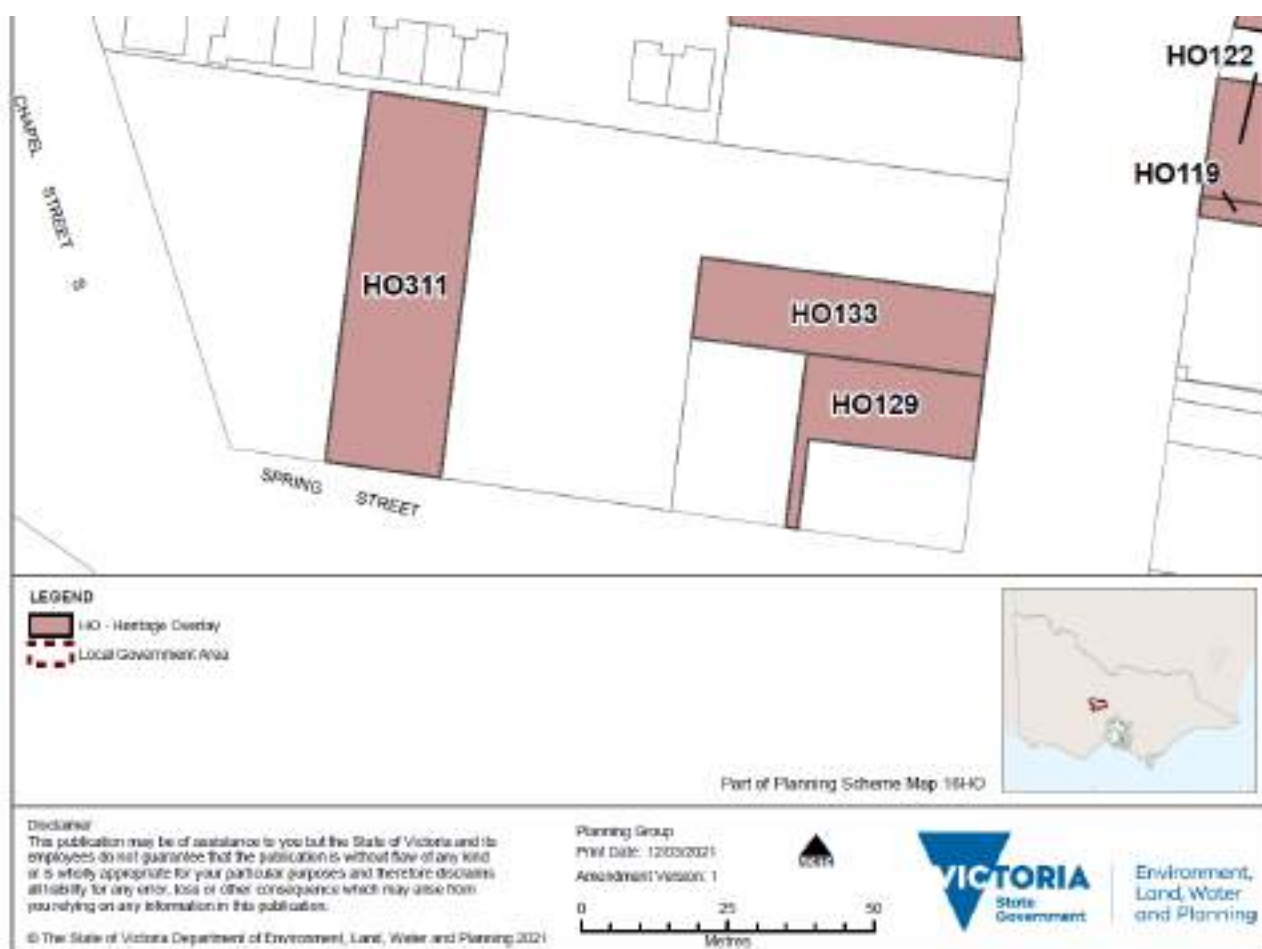 HO122
CHAPEL
HO119
STREET S
HO311
HO133
HO129
SPRING STREET
LEGEND
HO - Heritage Overlay
Local Government Area
Part of Planning Scheme Map 16HO
Disclaimer
This publication may be of assistance to you but the State of Victoria and its
employees do not guarantee that the publication is without flaw of any kind
or is wholly appropriate for your particular purposes and therefore disclaims
all liability for any error, loss or other consequence which may arise from
you relying on any information in this publication.
© The State of Victoria Department of Environment, Land, Water and Planning 2021
Planning Group
Print Date: 12/03/2021
Amendment Version: 1
NORTH
0 25 50
Metres
VICTORIA
State
Government
Environment,
Land, Water
and Planning